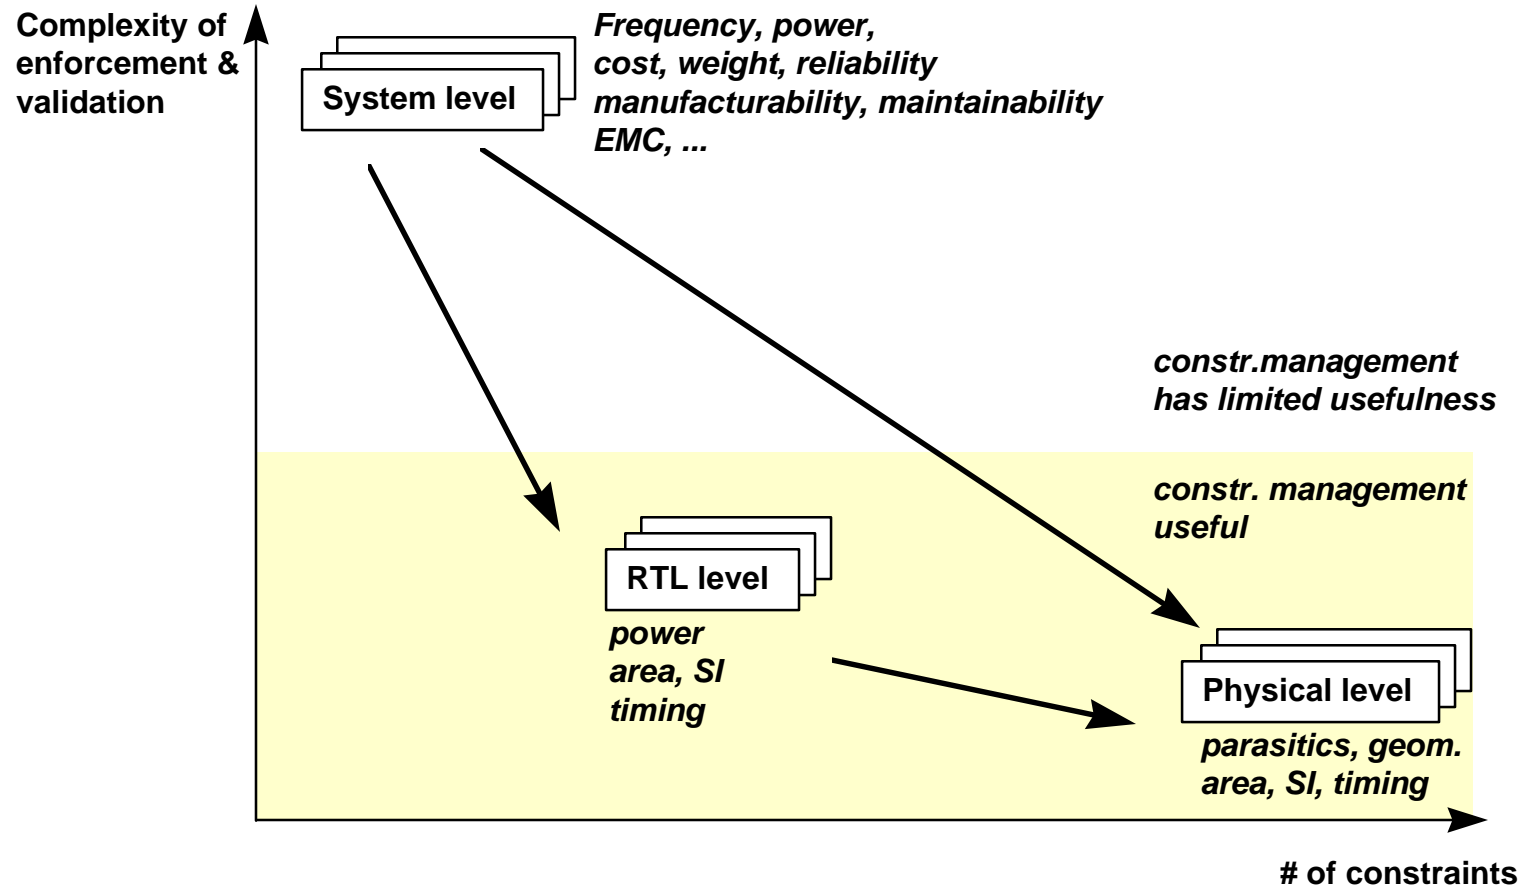 Complexity of
enforcement &
validation
System level
Frequency, power,
cost, weight, reliability
manufacturability, maintainability
EMC, ...
constr.management
has limited usefulness
constr. management
useful
RTL level
power
area, SI
timing
Physical level
parasitics, geom.
area, SI, timing
# of constraints